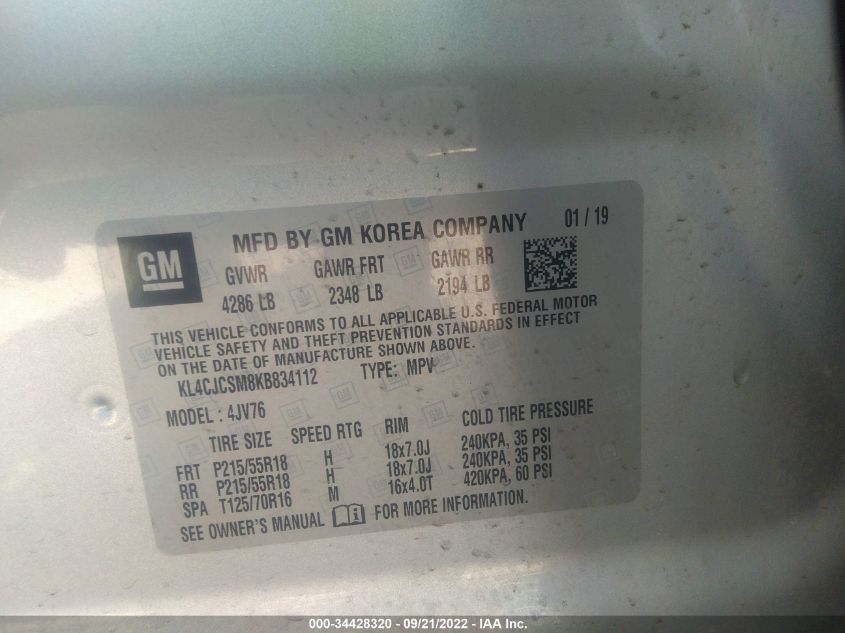 GM
MFD BY GM KOREA COMPANY 01 / 19
GVWR GAWR FRT GAWR RR
4286 LB 2348 LB 2194 LB
THIS VEHICLE CONFORMS TO ALL APPLICABLE U.S. FEDERAL MOTOR
VEHICLE SAFETY AND THEFT PREVENTION STANDARDS IN EFFECT
ON THE DATE OF MANUFACTURE SHOWN ABOVE.
KL4CJCSM8KB834112 TYPE: MPV
MODEL: 4JV76
TIRE SIZE SPEED RTG RIM COLD TIRE PRESSURE
FRT P215/55R18 H 18x7.0J 240KPA, 35 PSI
RR P215/55R18 H 18x7.0J 240KPA, 35 PSI
SPA T125/70R16 M 16x4.0T 420KPA, 60 PSI
SEE OWNER'S MANUAL FOR MORE INFORMATION.
000-34428320 - 09/21/2022 - IAA Inc.